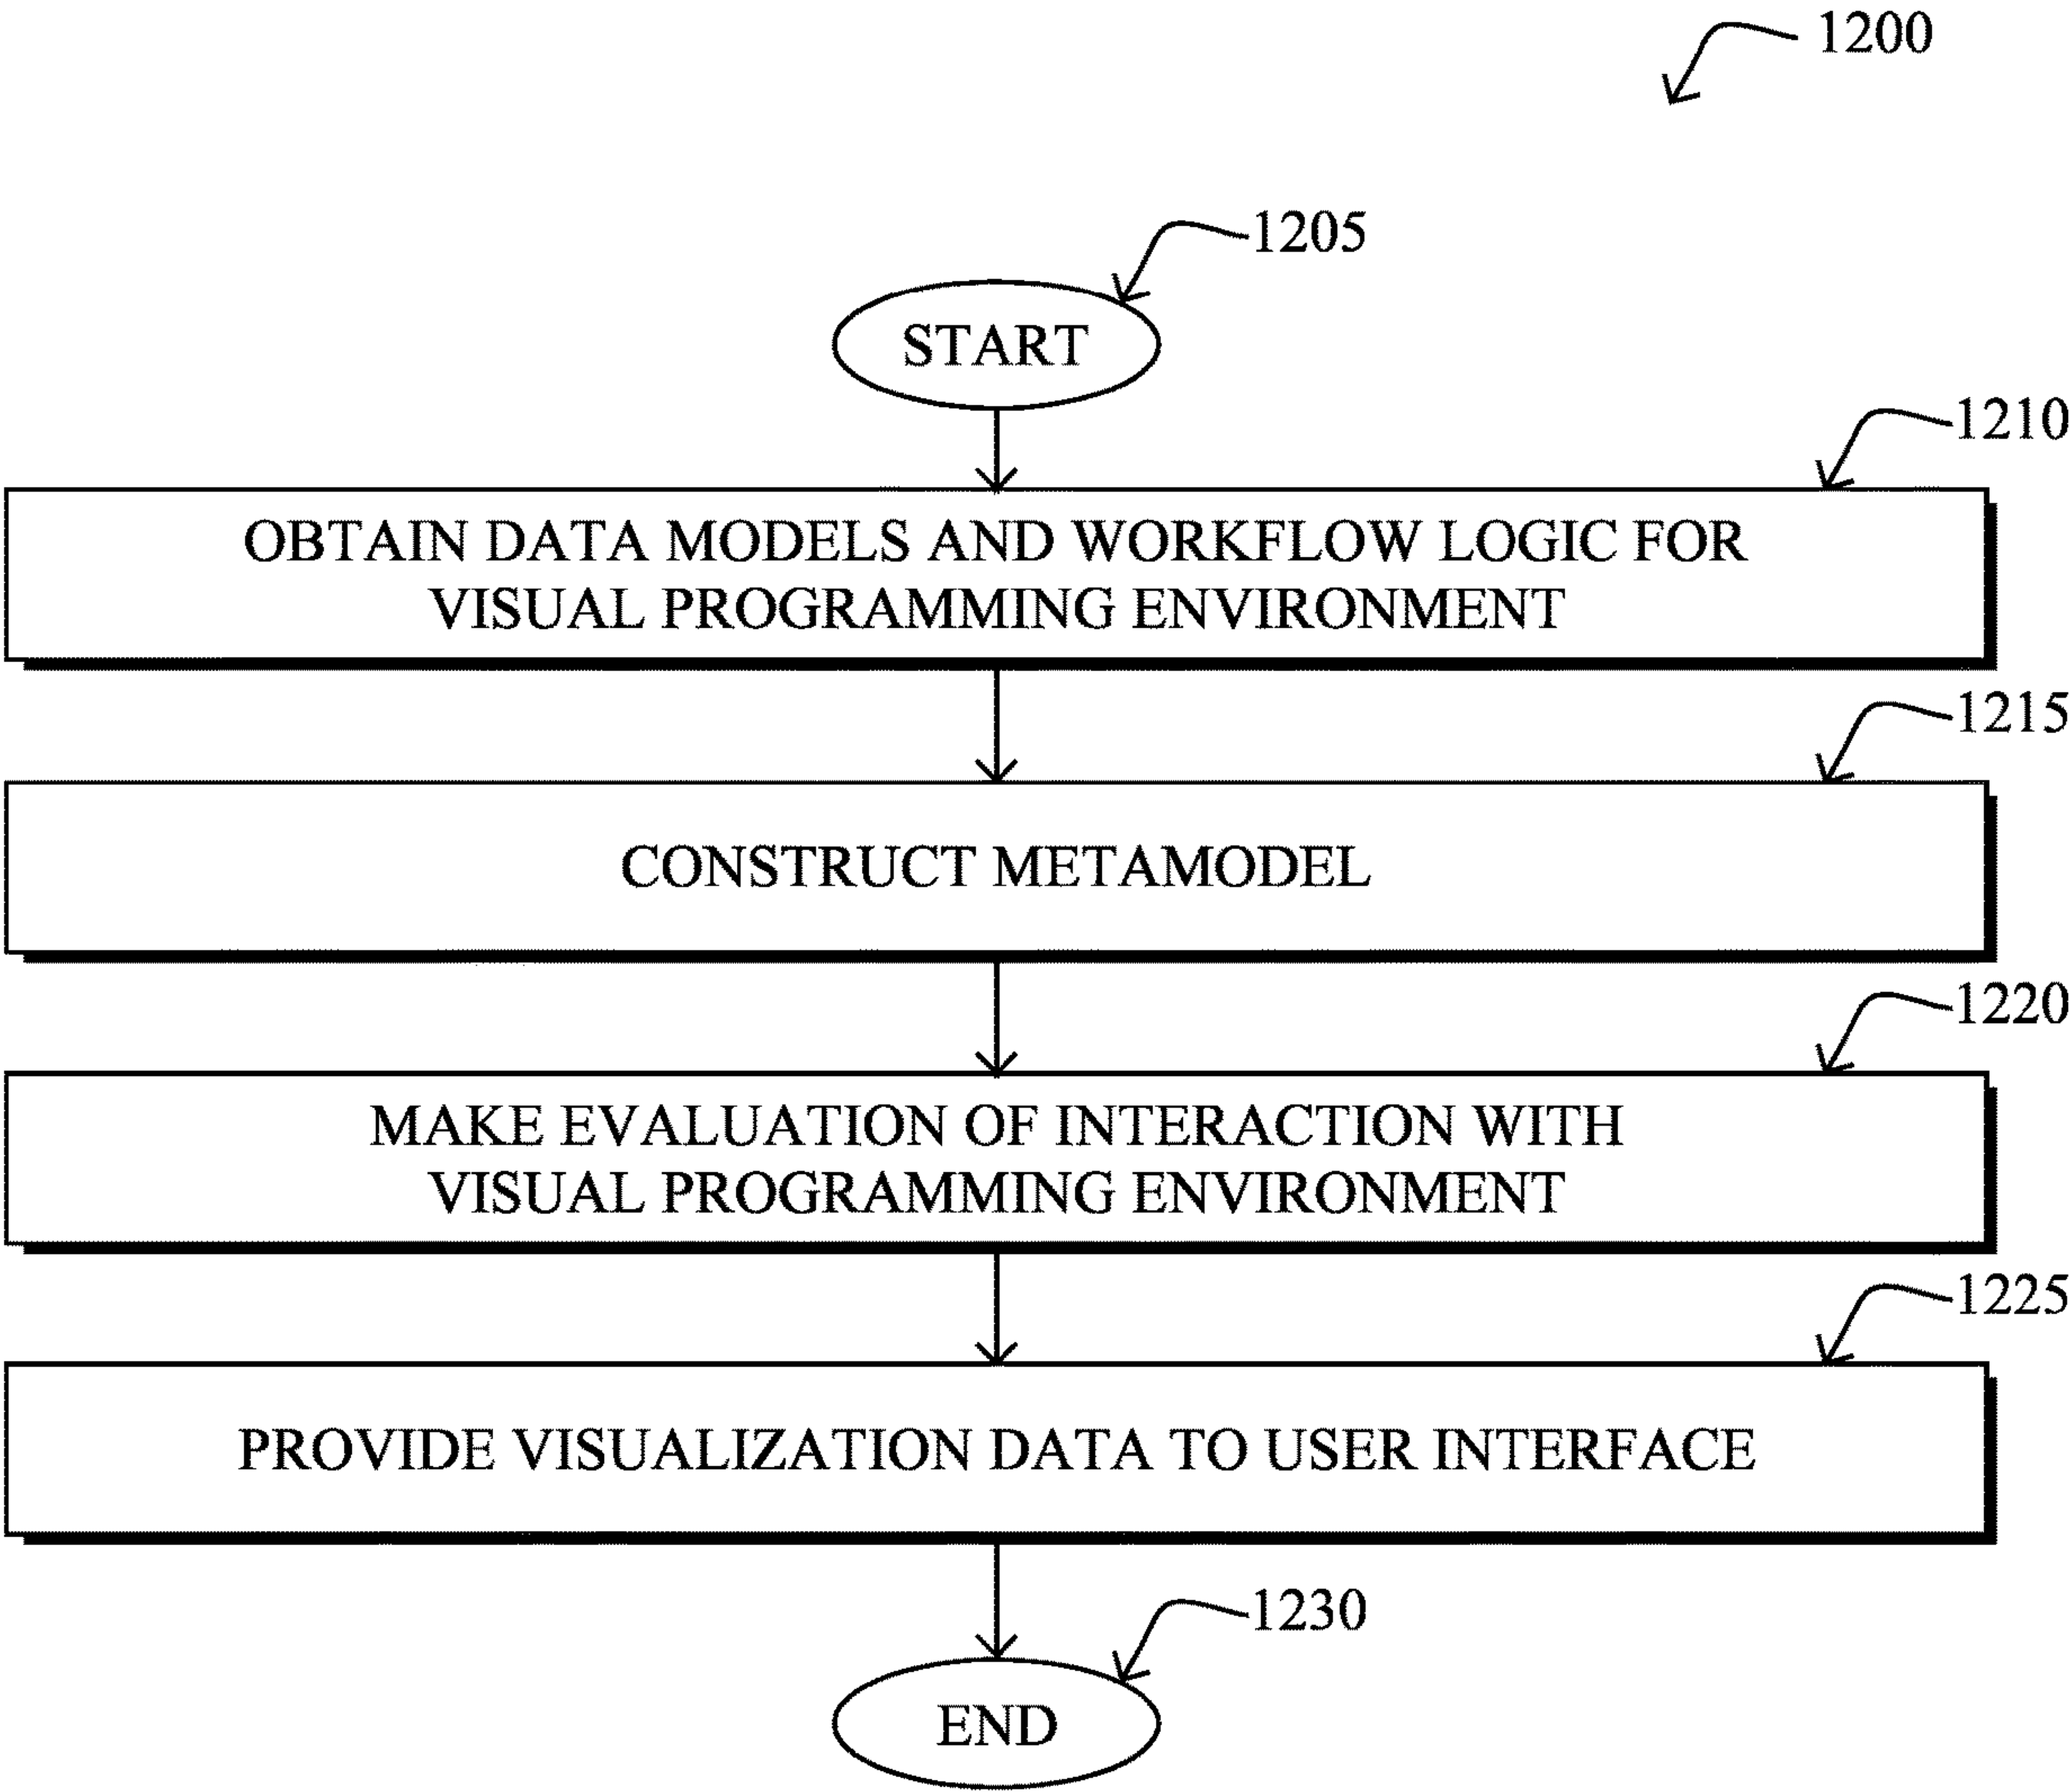 1200
1205
START
1210
OBTAIN DATA MODELS AND WORKFLOW LOGIC FOR
VISUAL PROGRAMMING ENVIRONMENT
1215
CONSTRUCT METAMODEL
1220
MAKE EVALUATION OF INTERACTION WITH
VISUAL PROGRAMMING ENVIRONMENT
1225
PROVIDE VISUALIZATION DATA TO USER INTERFACE
1230
END